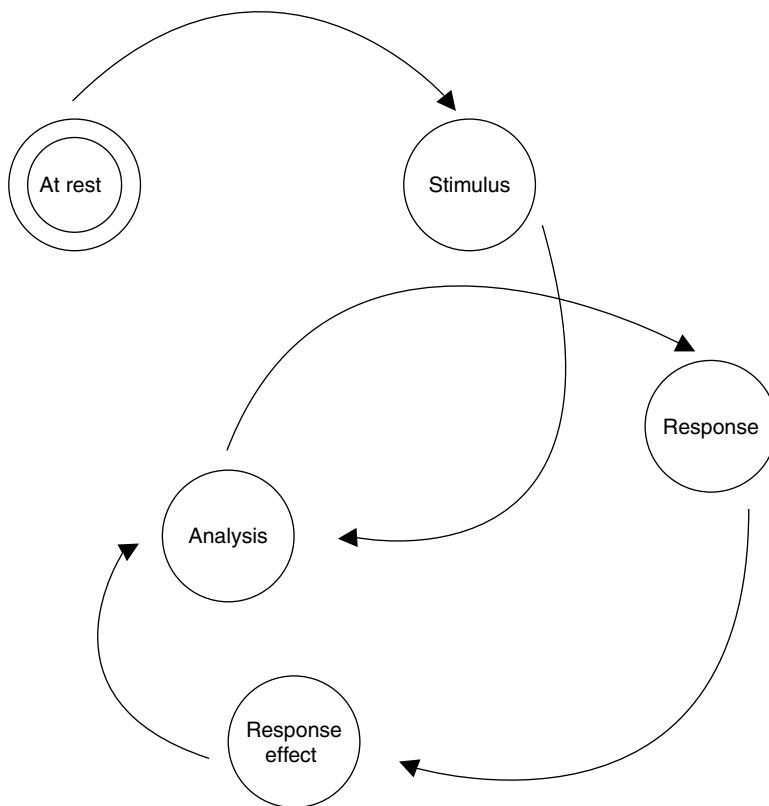 At rest
Stimulus
Response
Analysis
Response
effect